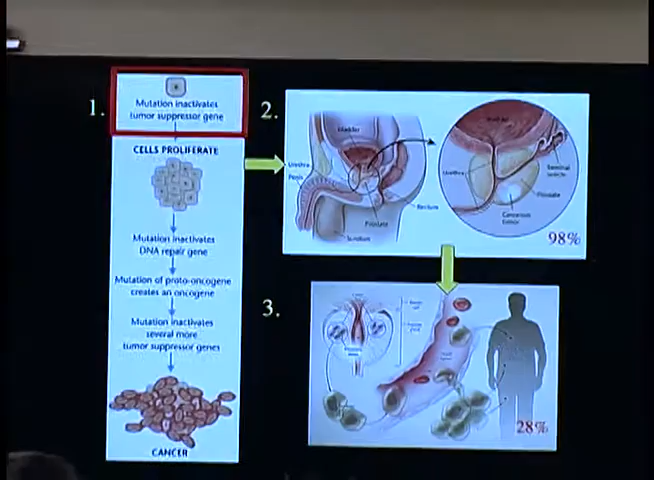 1.
Mutation inactivates
tumor suppressor gene
CELLS PROLIFERATE
Mutation inactivates
DNA repair gene
Mutation of proto-oncogene
creates an oncogene
Mutation inactivates
several more
tumor suppressor genes
CANCER
2.
Bladder
Urethra
Penis
Rectum
Prostate
Scrotum
Urethra
Seminal
vesicle
Prostate
Cancerous
tumor
98%
3.
28%